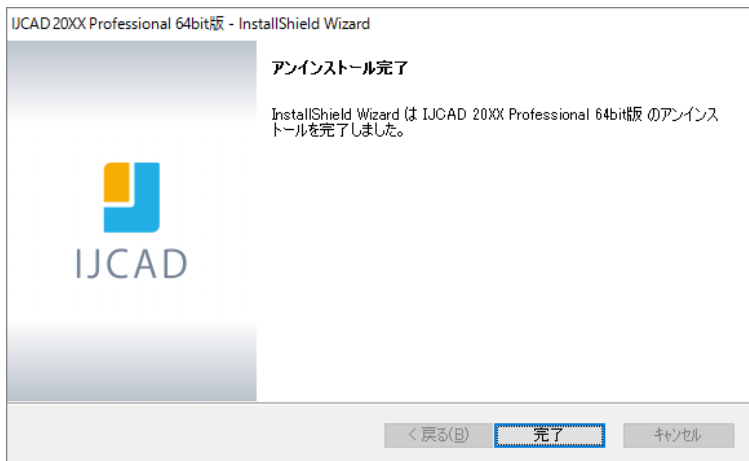 IJCAD 20XX Professional 64bit版 - InstallShield Wizard
アンインストール完了
InstallShield Wizard は IJCAD 20XX Professional 64bit版 のアンインス
トールを完了しました。
IJCAD
< 戻る(B)
完了
キャンセル